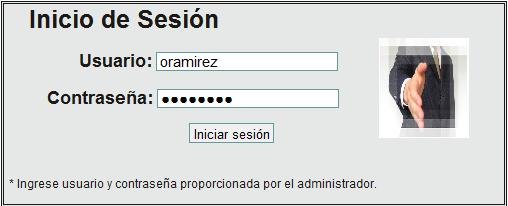 Inicio de Sesión
Usuario: oramirez
Contraseña: ●●●●●●●●
Iniciar sesión
* Ingrese usuario y contraseña proporcionada por el administrador.